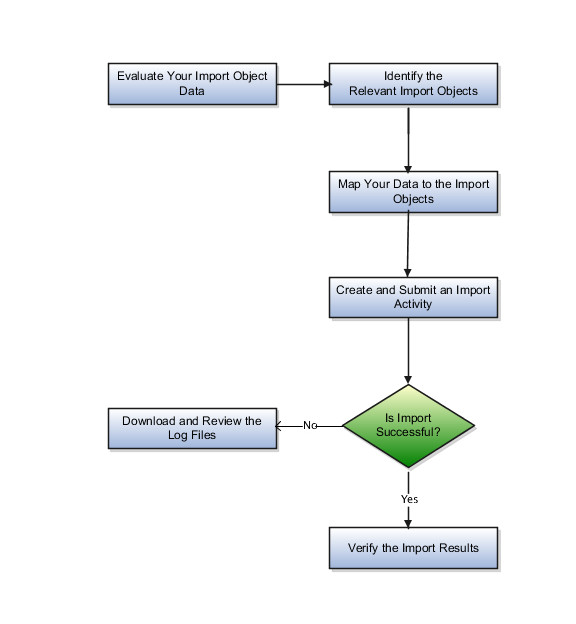 Evaluate Your Import Object
Data
Identify the
Relevant Import Objects
Map Your Data to the Import
Objects
Create and Submit an Import
Activity
Is Import
Successful?
No
Download and Review the
Log Files
Yes
Verify the Import Results